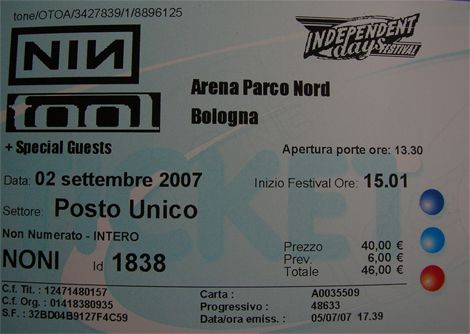 tone/OTOA/3427839/1/8896125
INDEPENDENT
days
FESTIVAL
NIN
Arena Parco Nord
TOOL
Bologna
+ Special Guests
Apertura porte ore: 13.30
Data: 02 settembre 2007
Inizio Festival Ore: 15.01
Settore: Posto Unico
Non Numerato - INTERO
NONI Id 1838
Prezzo 40,00 €
Prev. 6,00 €
Totale 46,00 €
C.f. Tit. : 12471480157
C.f. Org. : 01418380935
S.F. : 32BD04B9127F4C59
Carta : A0035509
Progressivo : 48633
Data/ora emiss. : 05/07/07 17.39